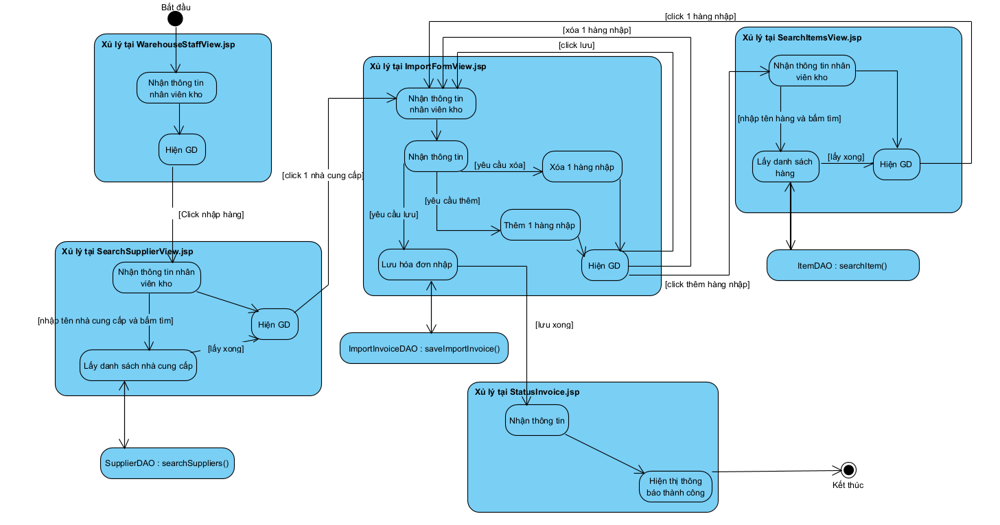 Bắt đầu
Xử lý tại WarehouseStaffView.jsp
Nhận thông tin
nhân viên kho
Hiện GD
[Click nhập hàng]
Xử lý tại SearchSupplierView.jsp
Nhận thông tin nhân
viên kho
[nhập tên nhà cung cấp và bấm tìm]
Hiện GD
[lấy xong]
Lấy danh sách nhà cung cấp
SupplierDAO : searchSuppliers()
[click 1 nhà cung cấp]
[click 1 hàng nhập]
[xóa 1 hàng nhập]
[click lưu]
Xử lý tại ImportFormView.jsp
Nhận thông tin
nhân viên kho
Nhận thông tin
[yêu cầu xóa]
Xóa 1 hàng nhập
[yêu cầu thêm]
[yêu cầu lưu]
Thêm 1 hàng nhập
Lưu hóa đơn nhập
Hiện GD
[click thêm hàng nhập]
ImportInvoiceDAO : saveImportInvoice()
[lưu xong]
Xử lý tại SearchItemsView.jsp
Nhận thông tin nhân
viên kho
[nhập tên hàng và bấm tìm]
Lấy danh sách
hàng
[lấy xong]
Hiện GD
ItemDAO : searchItem()
Xử lý tại StatusInvoice.jsp
Nhận thông tin
Hiện thị thông
báo thành công
Kết thúc